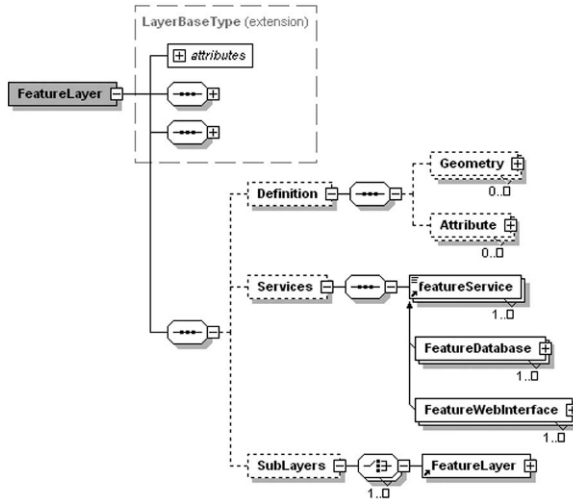 LayerBaseType (extension)
attributes
FeatureLayer
Geometry
0..
Definition
Attribute
0..
Services
featureService
1..
FeatureDatabase
1..
FeatureWebInterface
1..
SubLayers
FeatureLayer
1..